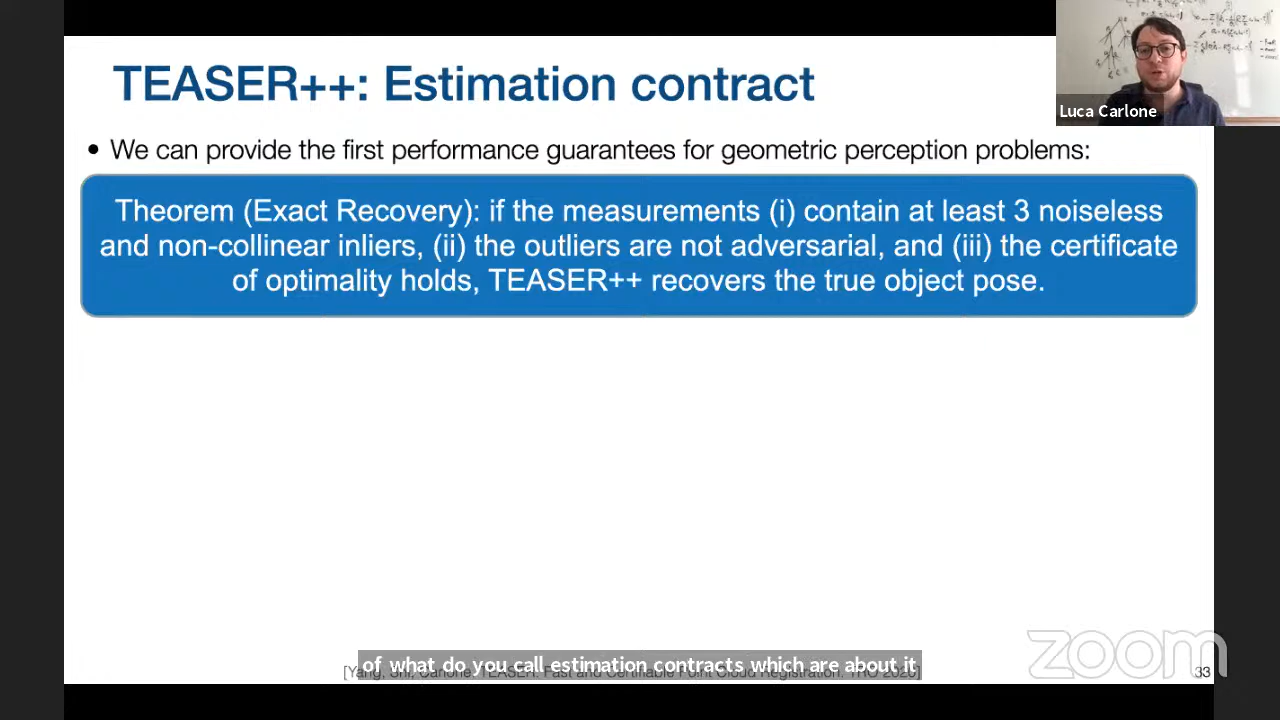 TEASER++: Estimation contract
Luca Carlone
• We can provide the first performance guarantees for geometric perception problems:
Theorem (Exact Recovery): if the measurements (i) contain at least 3 noiseless
and non-collinear inliers, (ii) the outliers are not adversarial, and (iii) the certificate
of optimality holds, TEASER++ recovers the true object pose.
zoom
of what do you call estimation contracts which are about it
[Yang, Shi, Carlone. TEASER: Fast and Certifiable Point Cloud Registration. TRO 2020]
33